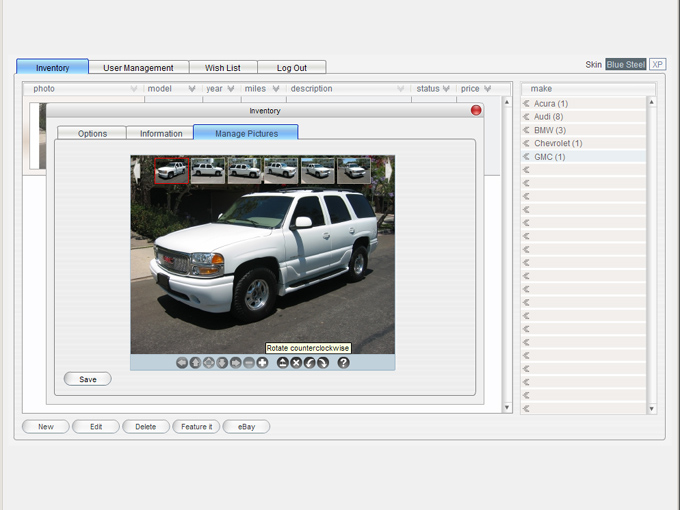 Inventory User Management Wish List Log Out Skin Blue Steel XP
photo model year miles description status price make
Inventory
Options Information Manage Pictures
Acura (1)
Audi (8)
BMW (3)
Chevrolet (1)
GMC (1)
Rotate counterclockwise
?
Save
New Edit Delete Feature it eBay